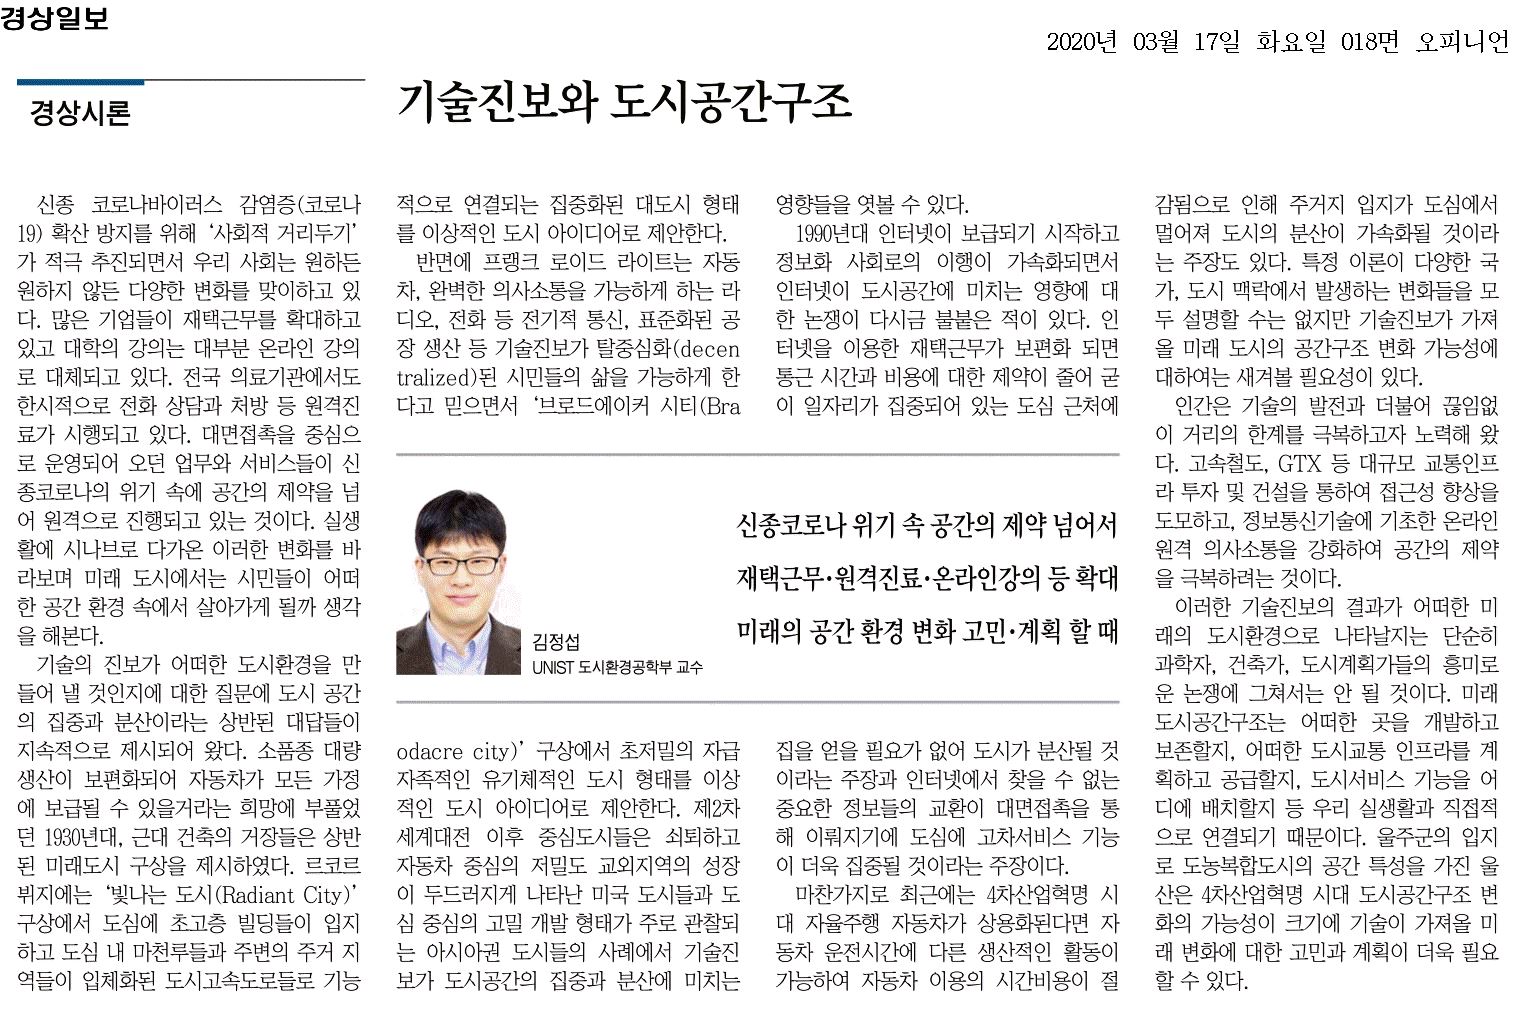 경상일보
2020년 03월 17일 화요일 018면 오피니언
경상시론
기술진보와 도시공간구조
신종 코로나바이러스 감염증(코로나
19) 확산 방지를 위해 ‘사회적 거리두기’
가 적극 추진되면서 우리 사회는 원하든
원하지 않든 다양한 변화를 맞이하고 있
다. 많은 기업들이 재택근무를 확대하고
있고 대학의 강의는 대부분 온라인 강의
로 대체되고 있다. 전국 의료기관에서도
한시적으로 전화 상담과 처방 등 원격진
료가 시행되고 있다. 대면접촉을 중심으
로 운영되어 오던 업무와 서비스들이 신
종코로나의 위기 속에 공간의 제약을 넘
어 원격으로 진행되고 있는 것이다. 실생
활에 시나브로 다가온 이러한 변화를 바
라보며 미래 도시에서는 시민들이 어떠
한 공간 환경 속에서 살아가게 될까 생각
을 해본다.
기술의 진보가 어떠한 도시환경을 만
들어 낼 것인지에 대한 질문에 도시 공간
의 집중과 분산이라는 상반된 대답들이
지속적으로 제시되어 왔다. 소품종 대량
생산이 보편화되어 자동차가 모든 가정
에 보급될 수 있을거라는 희망에 부풀었
던 1930년대, 근대 건축의 거장들은 상반
된 미래도시 구상을 제시하였다. 르코르
뷔지에는 ‘빛나는 도시(Radiant City)’
구상에서 도심에 초고층 빌딩들이 입지
하고 도심 내 마천루들과 주변의 주거 지
역들이 입체화된 도시고속도로들로 기능
적으로 연결되는 집중화된 대도시 형태
를 이상적인 도시 아이디어로 제안한다.
반면에 프랭크 로이드 라이트는 자동
차, 완벽한 의사소통을 가능하게 하는 라
디오, 전화 등 전기적 통신, 표준화된 공
장 생산 등 기술진보가 탈중심화(decen
tralized)된 시민들의 삶을 가능하게 한
다고 믿으면서 ‘브로드에이커 시티(Bra
odacre city)’ 구상에서 초저밀의 자급
자족적인 유기체적인 도시 형태를 이상
적인 도시 아이디어로 제안한다. 제2차
세계대전 이후 중심도시들은 쇠퇴하고
자동차 중심의 저밀도 교외지역의 성장
이 두드러지게 나타난 미국 도시들과 도
심 중심의 고밀 개발 형태가 주로 관찰되
는 아시아권 도시들의 사례에서 기술진
보가 도시공간의 집중과 분산에 미치는
영향들을 엿볼 수 있다.
1990년대 인터넷이 보급되기 시작하고
정보화 사회로의 이행이 가속화되면서
인터넷이 도시공간에 미치는 영향에 대
한 논쟁이 다시금 불붙은 적이 있다. 인
터넷을 이용한 재택근무가 보편화 되면
통근 시간과 비용에 대한 제약이 줄어 굳
이 일자리가 집중되어 있는 도심 근처에
집을 얻을 필요가 없어 도시가 분산될 것
이라는 주장과 인터넷에서 찾을 수 없는
중요한 정보들의 교환이 대면접촉을 통
해 이뤄지기에 도심에 고차서비스 기능
이 더욱 집중될 것이라는 주장이다.
마찬가지로 최근에는 4차산업혁명 시
대 자율주행 자동차가 상용화된다면 자
동차 운전시간에 다른 생산적인 활동이
가능하여 자동차 이용의 시간비용이 절
감됨으로 인해 주거지 입지가 도심에서
멀어져 도시의 분산이 가속화될 것이라
는 주장도 있다. 특정 이론이 다양한 국
가, 도시 맥락에서 발생하는 변화들을 모
두 설명할 수는 없지만 기술진보가 가져
올 미래 도시의 공간구조 변화 가능성에
대하여는 새겨볼 필요성이 있다.
인간은 기술의 발전과 더불어 끊임없
이 거리의 한계를 극복하고자 노력해 왔
다. 고속철도, GTX 등 대규모 교통인프
라 투자 및 건설을 통하여 접근성 향상을
도모하고, 정보통신기술에 기초한 온라인
원격 의사소통을 강화하여 공간의 제약
을 극복하려는 것이다.
이러한 기술진보의 결과가 어떠한 미
래의 도시환경으로 나타날지는 단순히
과학자, 건축가, 도시계획가들의 흥미로
운 논쟁에 그쳐서는 안 될 것이다. 미래
도시공간구조는 어떠한 곳을 개발하고
보존할지, 어떠한 도시교통 인프라를 계
획하고 공급할지, 도시서비스 기능을 어
디에 배치할지 등 우리 실생활과 직접적
으로 연결되기 때문이다. 울주군의 입지
로 도농복합도시의 공간 특성을 가진 울
산은 4차산업혁명 시대 도시공간구조 변
화의 가능성이 크기에 기술이 가져올 미
래 변화에 대한 고민과 계획이 더욱 필요
할 수 있다.
김정섭
UNIST 도시환경공학부 교수
신종코로나 위기 속 공간의 제약 넘어서
재택근무·원격진료·온라인강의 등 확대
미래의 공간 환경 변화 고민·계획 할 때